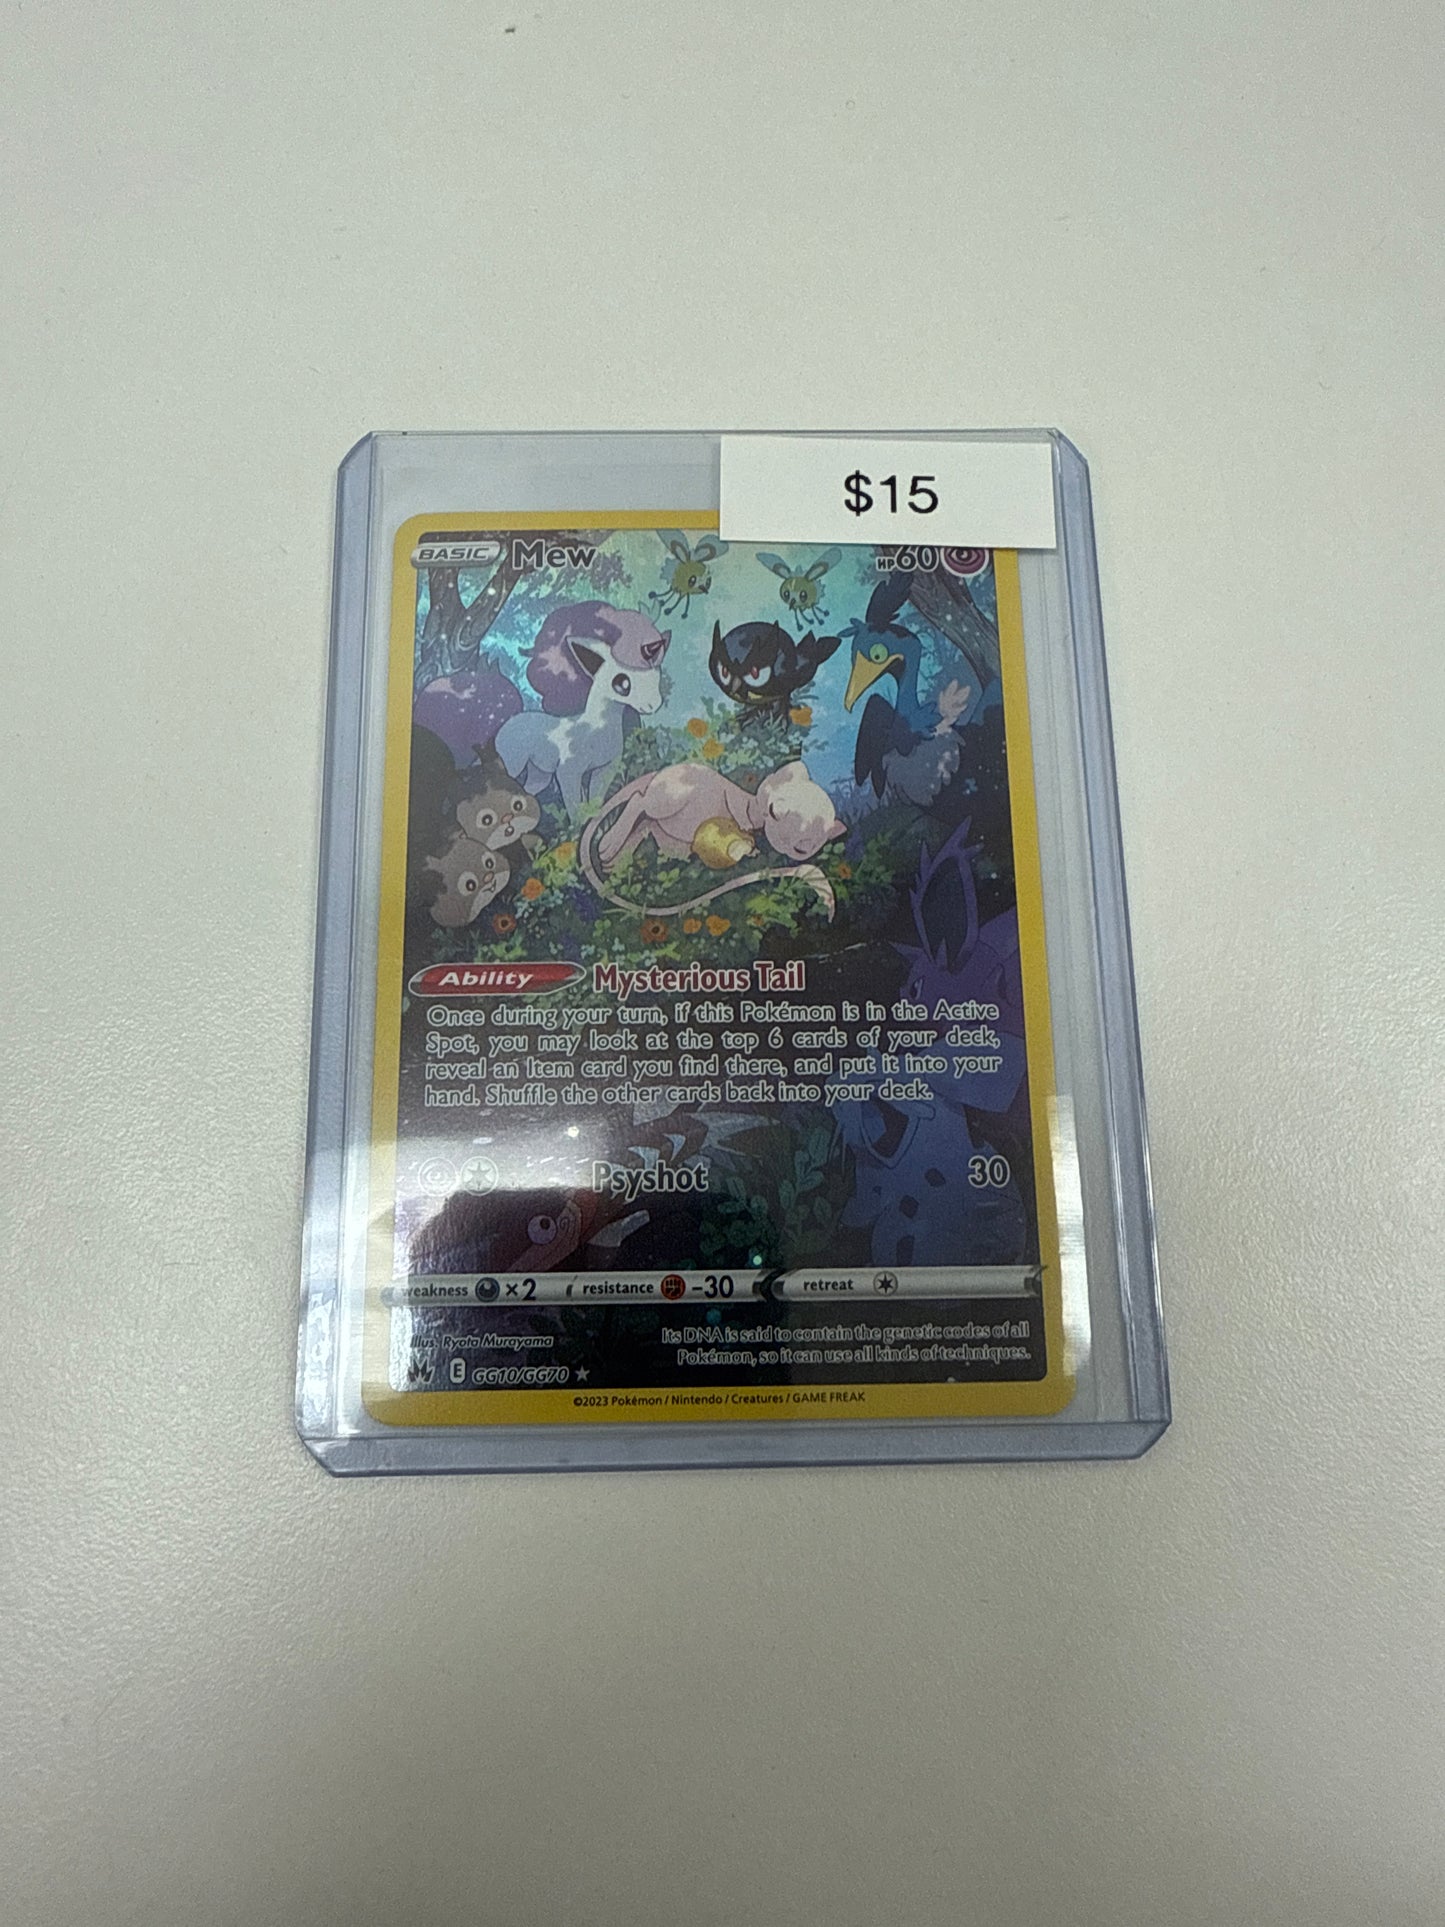 $15
BASIC Mew HP60
Ability Mysterious Tail
Once during your turn, if this Pokémon is in the Active
Spot, you may look at the top 6 cards of your deck,
reveal an Item card you find there, and put it into your
hand. Shuffle the other cards back into your deck.
Psyshot 30
weakness ×2 resistance -30 retreat
Illus. Ryota Murayama
Its DNA is said to contain the genetic codes of all
Pokémon, so it can use all kinds of techniques.
E GG10/GG70 ★
©2023 Pokémon / Nintendo / Creatures / GAME FREAK